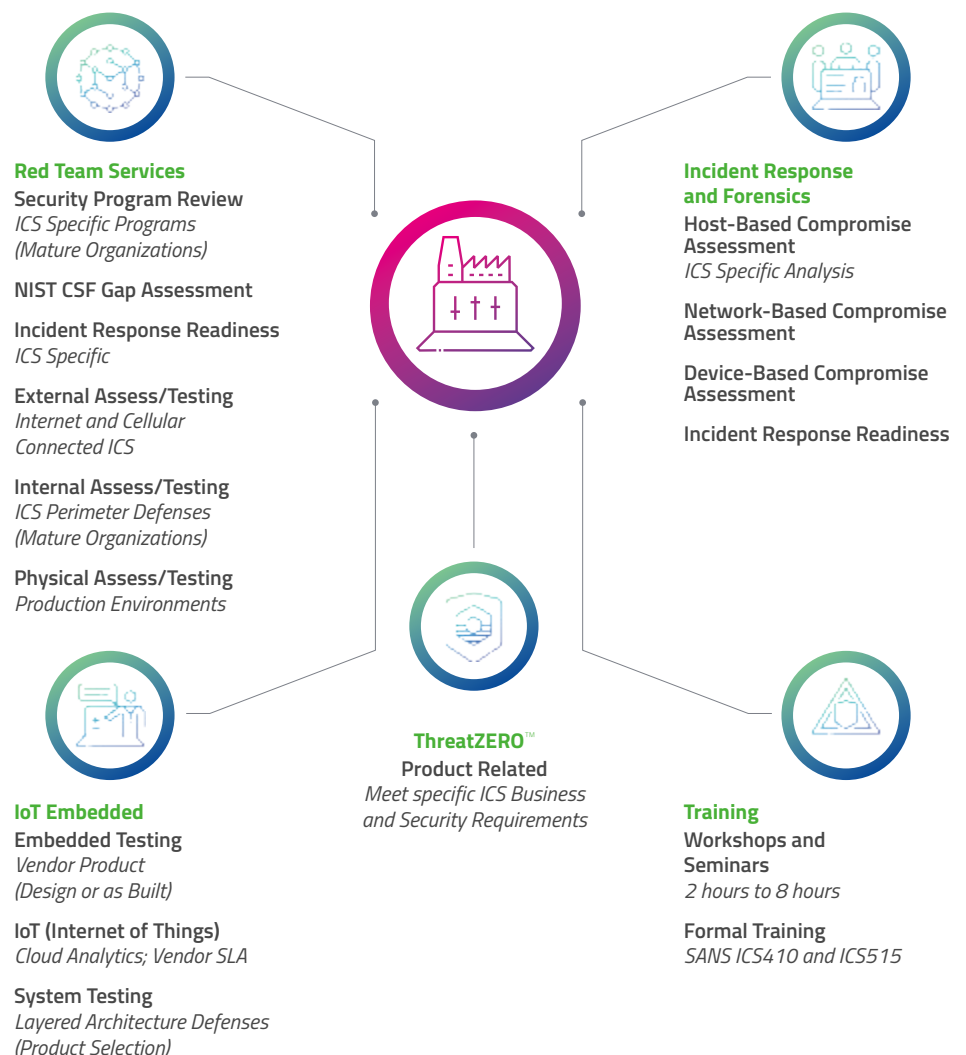 Red Team Services
Security Program Review
ICS Specific Programs
(Mature Organizations)
NIST CSF Gap Assessment
Incident Response Readiness
ICS Specific
External Assess/Testing
Internet and Cellular
Connected ICS
Internal Assess/Testing
ICS Perimeter Defenses
(Mature Organizations)
Physical Assess/Testing
Production Environments
Incident Response
and Forensics
Host-Based Compromise
Assessment
ICS Specific Analysis
Network-Based Compromise
Assessment
Device-Based Compromise
Assessment
Incident Response Readiness
ThreatZERO™
Product Related
Meet specific ICS Business
and Security Requirements
IoT Embedded
Embedded Testing
Vendor Product
(Design or as Built)
IoT (Internet of Things)
Cloud Analytics; Vendor SLA
System Testing
Layered Architecture Defenses
(Product Selection)
Training
Workshops and
Seminars
2 hours to 8 hours
Formal Training
SANS ICS410 and ICS515